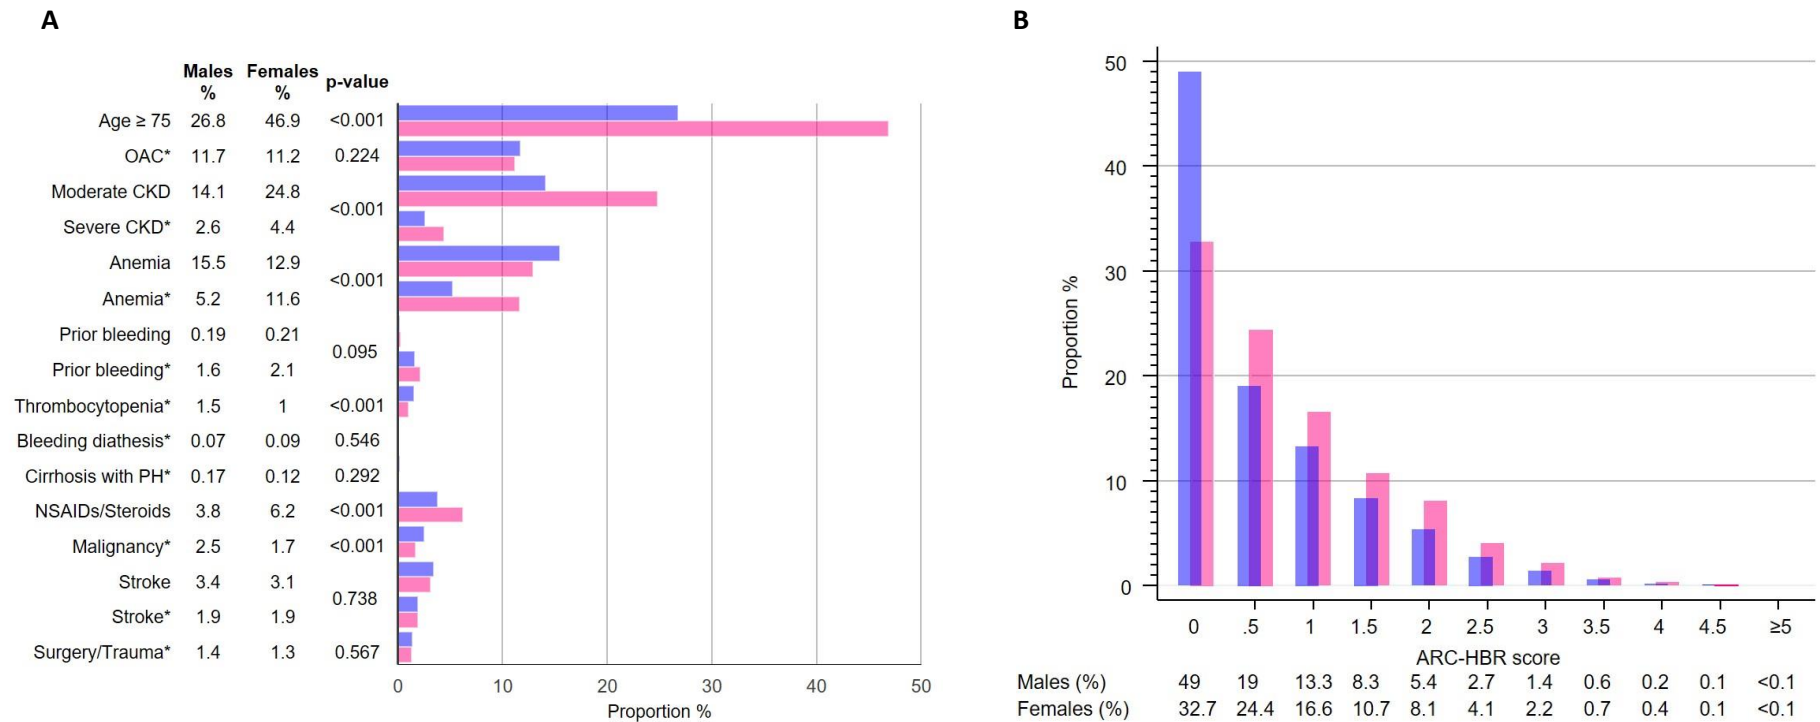 A
Males Females p-value
% %
Age ≥ 75 26.8 46.9 <0.001
OAC* 11.7 11.2 0.224
Moderate CKD 14.1 24.8
<0.001
Severe CKD* 2.6 4.4
Anemia 15.5 12.9
<0.001
Anemia* 5.2 11.6
Prior bleeding 0.19 0.21
0.095
Prior bleeding* 1.6 2.1
Thrombocytopenia* 1.5 1 <0.001
Bleeding diathesis* 0.07 0.09 0.546
Cirrhosis with PH* 0.17 0.12 0.292
NSAIDs/Steroids 3.8 6.2 <0.001
Malignancy* 2.5 1.7 <0.001
Stroke 3.4 3.1
0.738
Stroke* 1.9 1.9
Surgery/Trauma* 1.4 1.3 0.567
0 10 20 30 40 50
Proportion %
B
50
40
30
20
10
0
Proportion %
0 .5 1 1.5 2 2.5 3 3.5 4 4.5 ≥5
ARC-HBR score
Males (%) 49 19 13.3 8.3 5.4 2.7 1.4 0.6 0.2 0.1 <0.1
Females (%) 32.7 24.4 16.6 10.7 8.1 4.1 2.2 0.7 0.4 0.1 <0.1